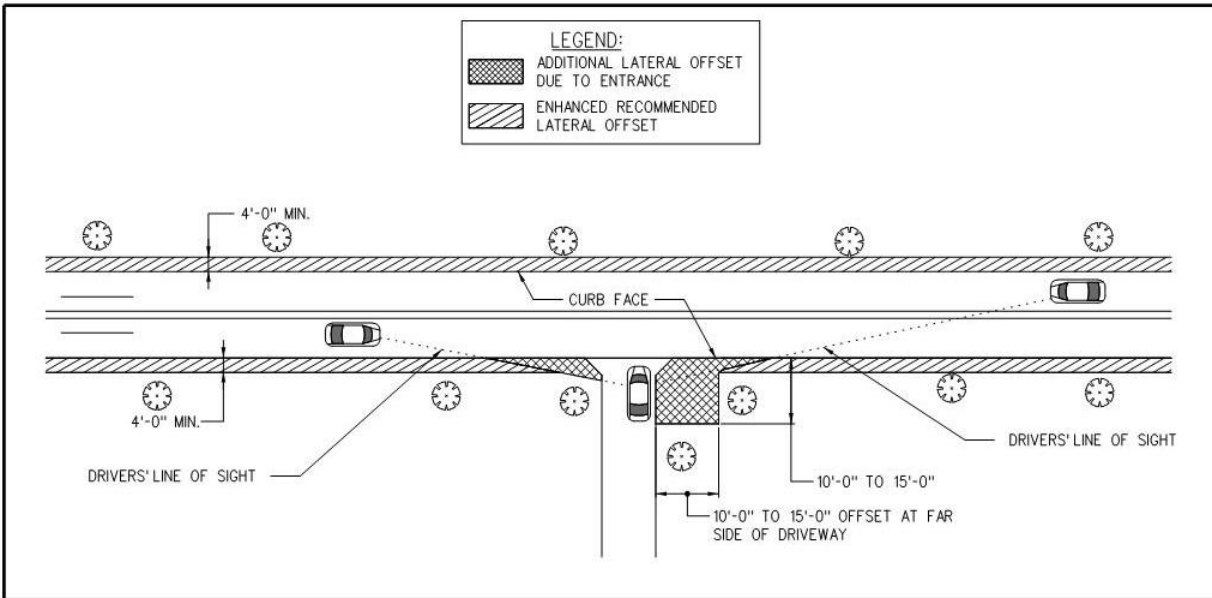 LEGEND:
ADDITIONAL LATERAL OFFSET
DUE TO ENTRANCE
ENHANCED RECOMMENDED
LATERAL OFFSET
4'-0" MIN.
CURB FACE
4'-0" MIN.
DRIVERS' LINE OF SIGHT
DRIVERS' LINE OF SIGHT
10'-0" TO 15'-0"
10'-0" TO 15'-0" OFFSET AT FAR
SIDE OF DRIVEWAY